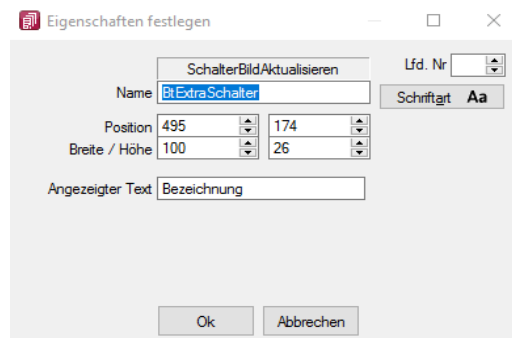 Eigenschaften festlegen
SchalterBildAktualisieren
Lfd. Nr
Name BtExtraSchalter
Schriftart Aa
Position 495 174
Breite / Höhe 100 26
Angezeigter Text Bezeichnung
Ok Abbrechen